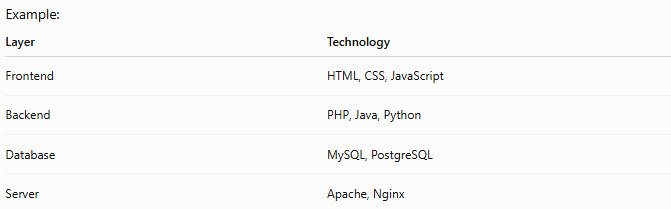 Example:
Layer Technology
Frontend HTML, CSS, JavaScript
Backend PHP, Java, Python
Database MySQL, PostgreSQL
Server Apache, Nginx